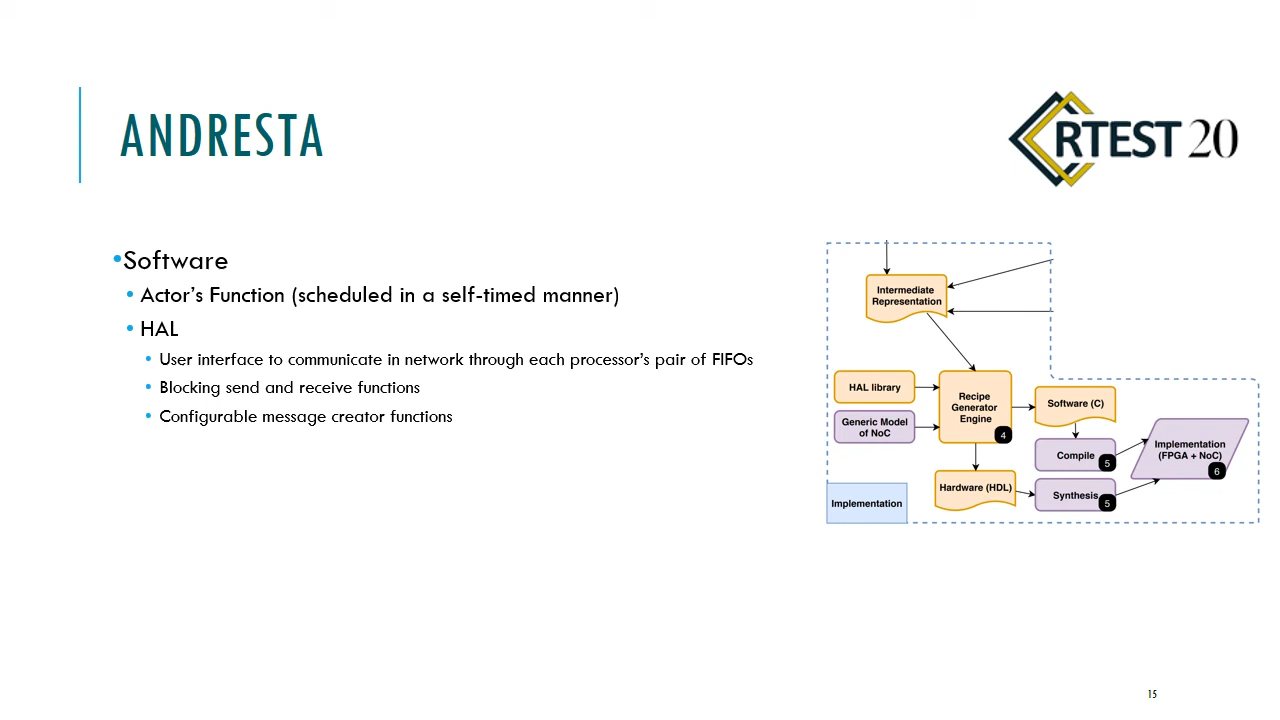 ANDRESTA
RTEST 20
•Software
• Actor's Function (scheduled in a self-timed manner)
• HAL
• User interface to communicate in network through each processor's pair of FIFOs
• Blocking send and receive functions
• Configurable message creator functions
Intermediate
Representation
HAL library
Generic Model
of NoC
Recipe
Generator
Engine
4
Software (C)
Compile
5
Hardware (HDL)
Synthesis
5
Implementation
(FPGA + NoC)
6
Implementation
15